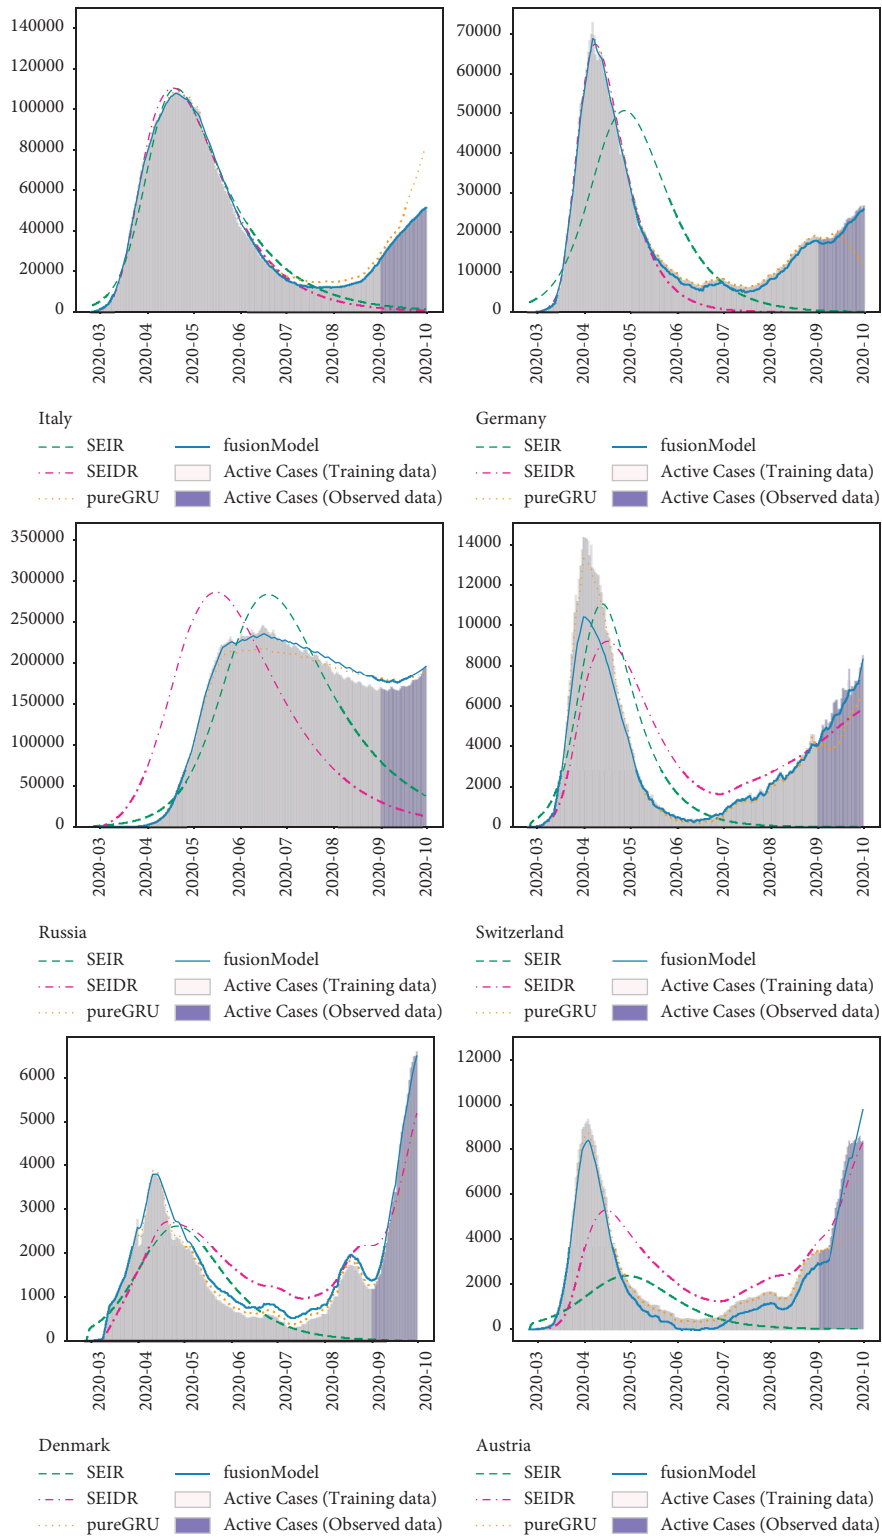 140000
120000
100000
80000
60000
40000
20000
0
2020-03
2020-04
2020-05
2020-06
2020-07
2020-08
2020-09
2020-10
Italy
SEIR
SEIDR
pureGRU
fusionModel
Active Cases (Training data)
Active Cases (Observed data)
70000
60000
50000
40000
30000
20000
10000
0
2020-03
2020-04
2020-05
2020-06
2020-07
2020-08
2020-09
2020-10
Germany
SEIR
SEIDR
pureGRU
fusionModel
Active Cases (Training data)
Active Cases (Observed data)
350000
300000
250000
200000
150000
100000
50000
0
2020-03
2020-04
2020-05
2020-06
2020-07
2020-08
2020-09
2020-10
Russia
SEIR
SEIDR
pureGRU
fusionModel
Active Cases (Training data)
Active Cases (Observed data)
14000
12000
10000
8000
6000
4000
2000
0
2020-03
2020-04
2020-05
2020-06
2020-07
2020-08
2020-09
2020-10
Switzerland
SEIR
SEIDR
pureGRU
fusionModel
Active Cases (Training data)
Active Cases (Observed data)
6000
5000
4000
3000
2000
1000
0
2020-03
2020-04
2020-05
2020-06
2020-07
2020-08
2020-09
2020-10
Denmark
SEIR
SEIDR
pureGRU
fusionModel
Active Cases (Training data)
Active Cases (Observed data)
12000
10000
8000
6000
4000
2000
0
2020-03
2020-04
2020-05
2020-06
2020-07
2020-08
2020-09
2020-10
Austria
SEIR
SEIDR
pureGRU
fusionModel
Active Cases (Training data)
Active Cases (Observed data)